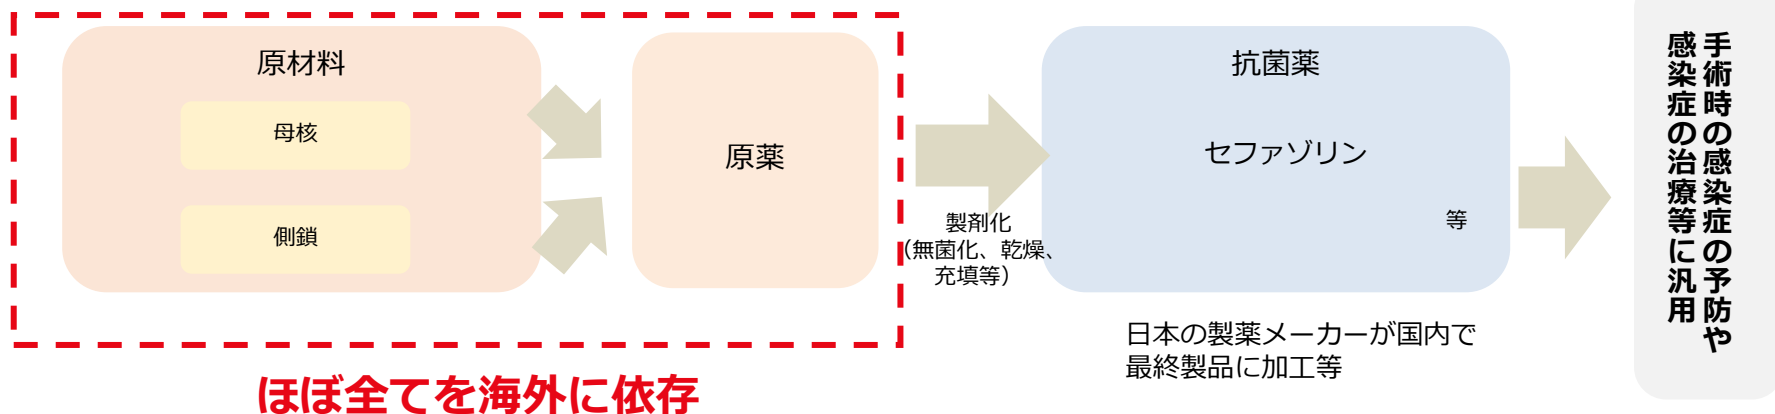 原材料
母核
側鎖
原薬
ほぼ全てを海外に依存
製剤化
(無菌化、乾燥、
充填等)
抗菌薬
セファゾリン
等
日本の製薬メーカーが国内で
最終製品に加工等
手術時の感染症の予防や
感染症の治療等に汎用